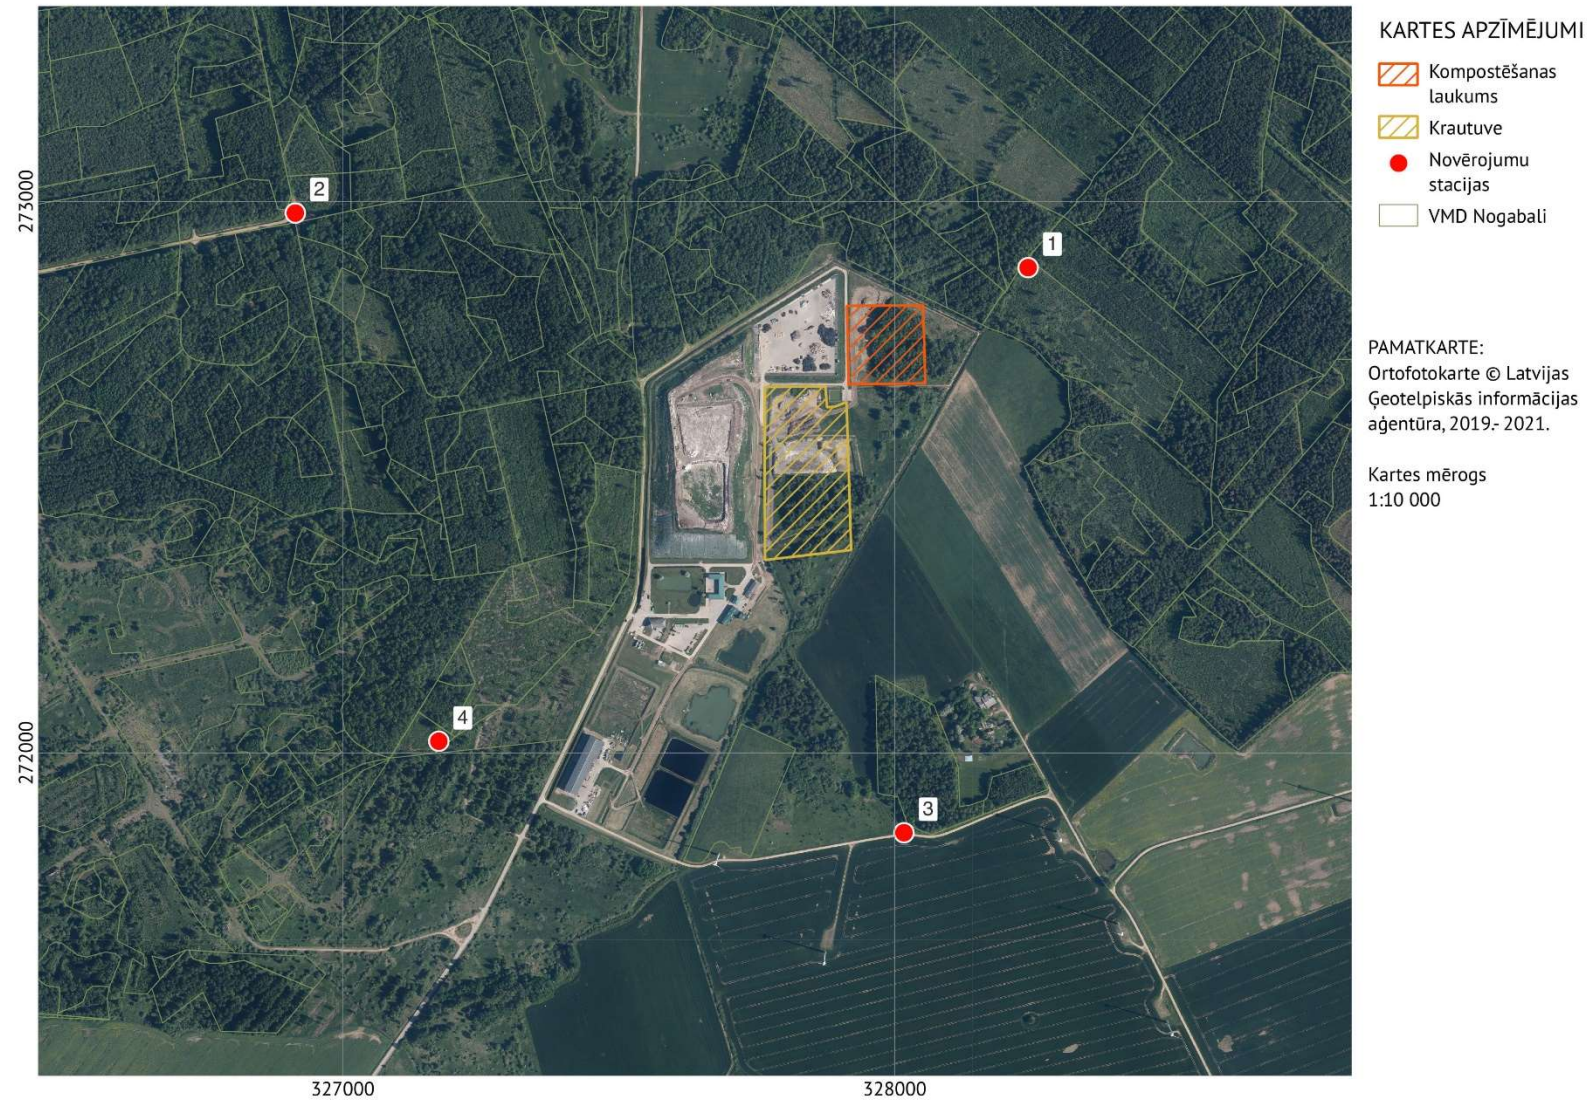 KARTES APZĪMĒJUMI
Kompostēšanas
laukums
Krautuve
Novērojumu
stacijas
VMD Nogabali
PAMATKARTE:
Ortofotokarte © Latvijas
Ģeotelpiskās informācijas
aģentūra, 2019.- 2021.
Kartes mērogs
1:10 000
273000
2
1
4
272000
3
327000
328000